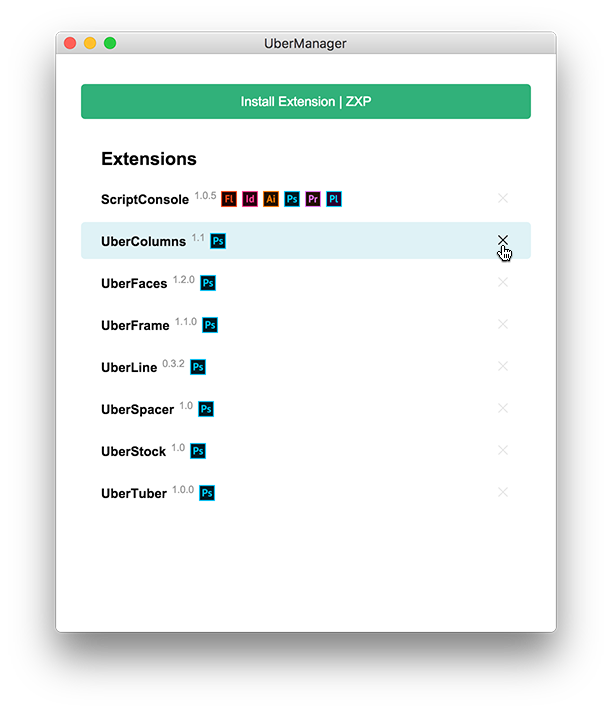 UberManager
Install Extension | ZXP
Extensions
ScriptConsole 1.0.5 Fl Id Ai Ps Pr Pl
UberColumns 1.1 Ps
UberFaces 1.2.0 Ps
UberFrame 1.1.0 Ps
UberLine 0.3.2 Ps
UberSpacer 1.0 Ps
UberStock 1.0 Ps
UberTuber 1.0.0 Ps